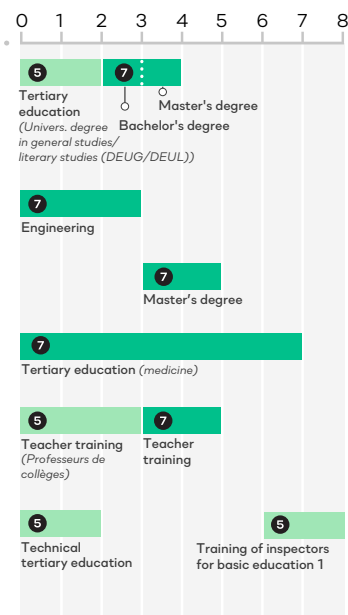 0 1 2 3 4 5 6 7 8
5 7
Tertiary
education
(Univers. degree
in general studies/
literary studies (DEUG/DEUL))
Master's degree
Bachelor's degree
7
Engineering
7
Master's degree
7
Tertiary education (medicine)
5 7
Teacher training
(Professeurs de
collèges)
Teacher
training
5
Technical
tertiary education
5
Training of inspectors
for basic education 1